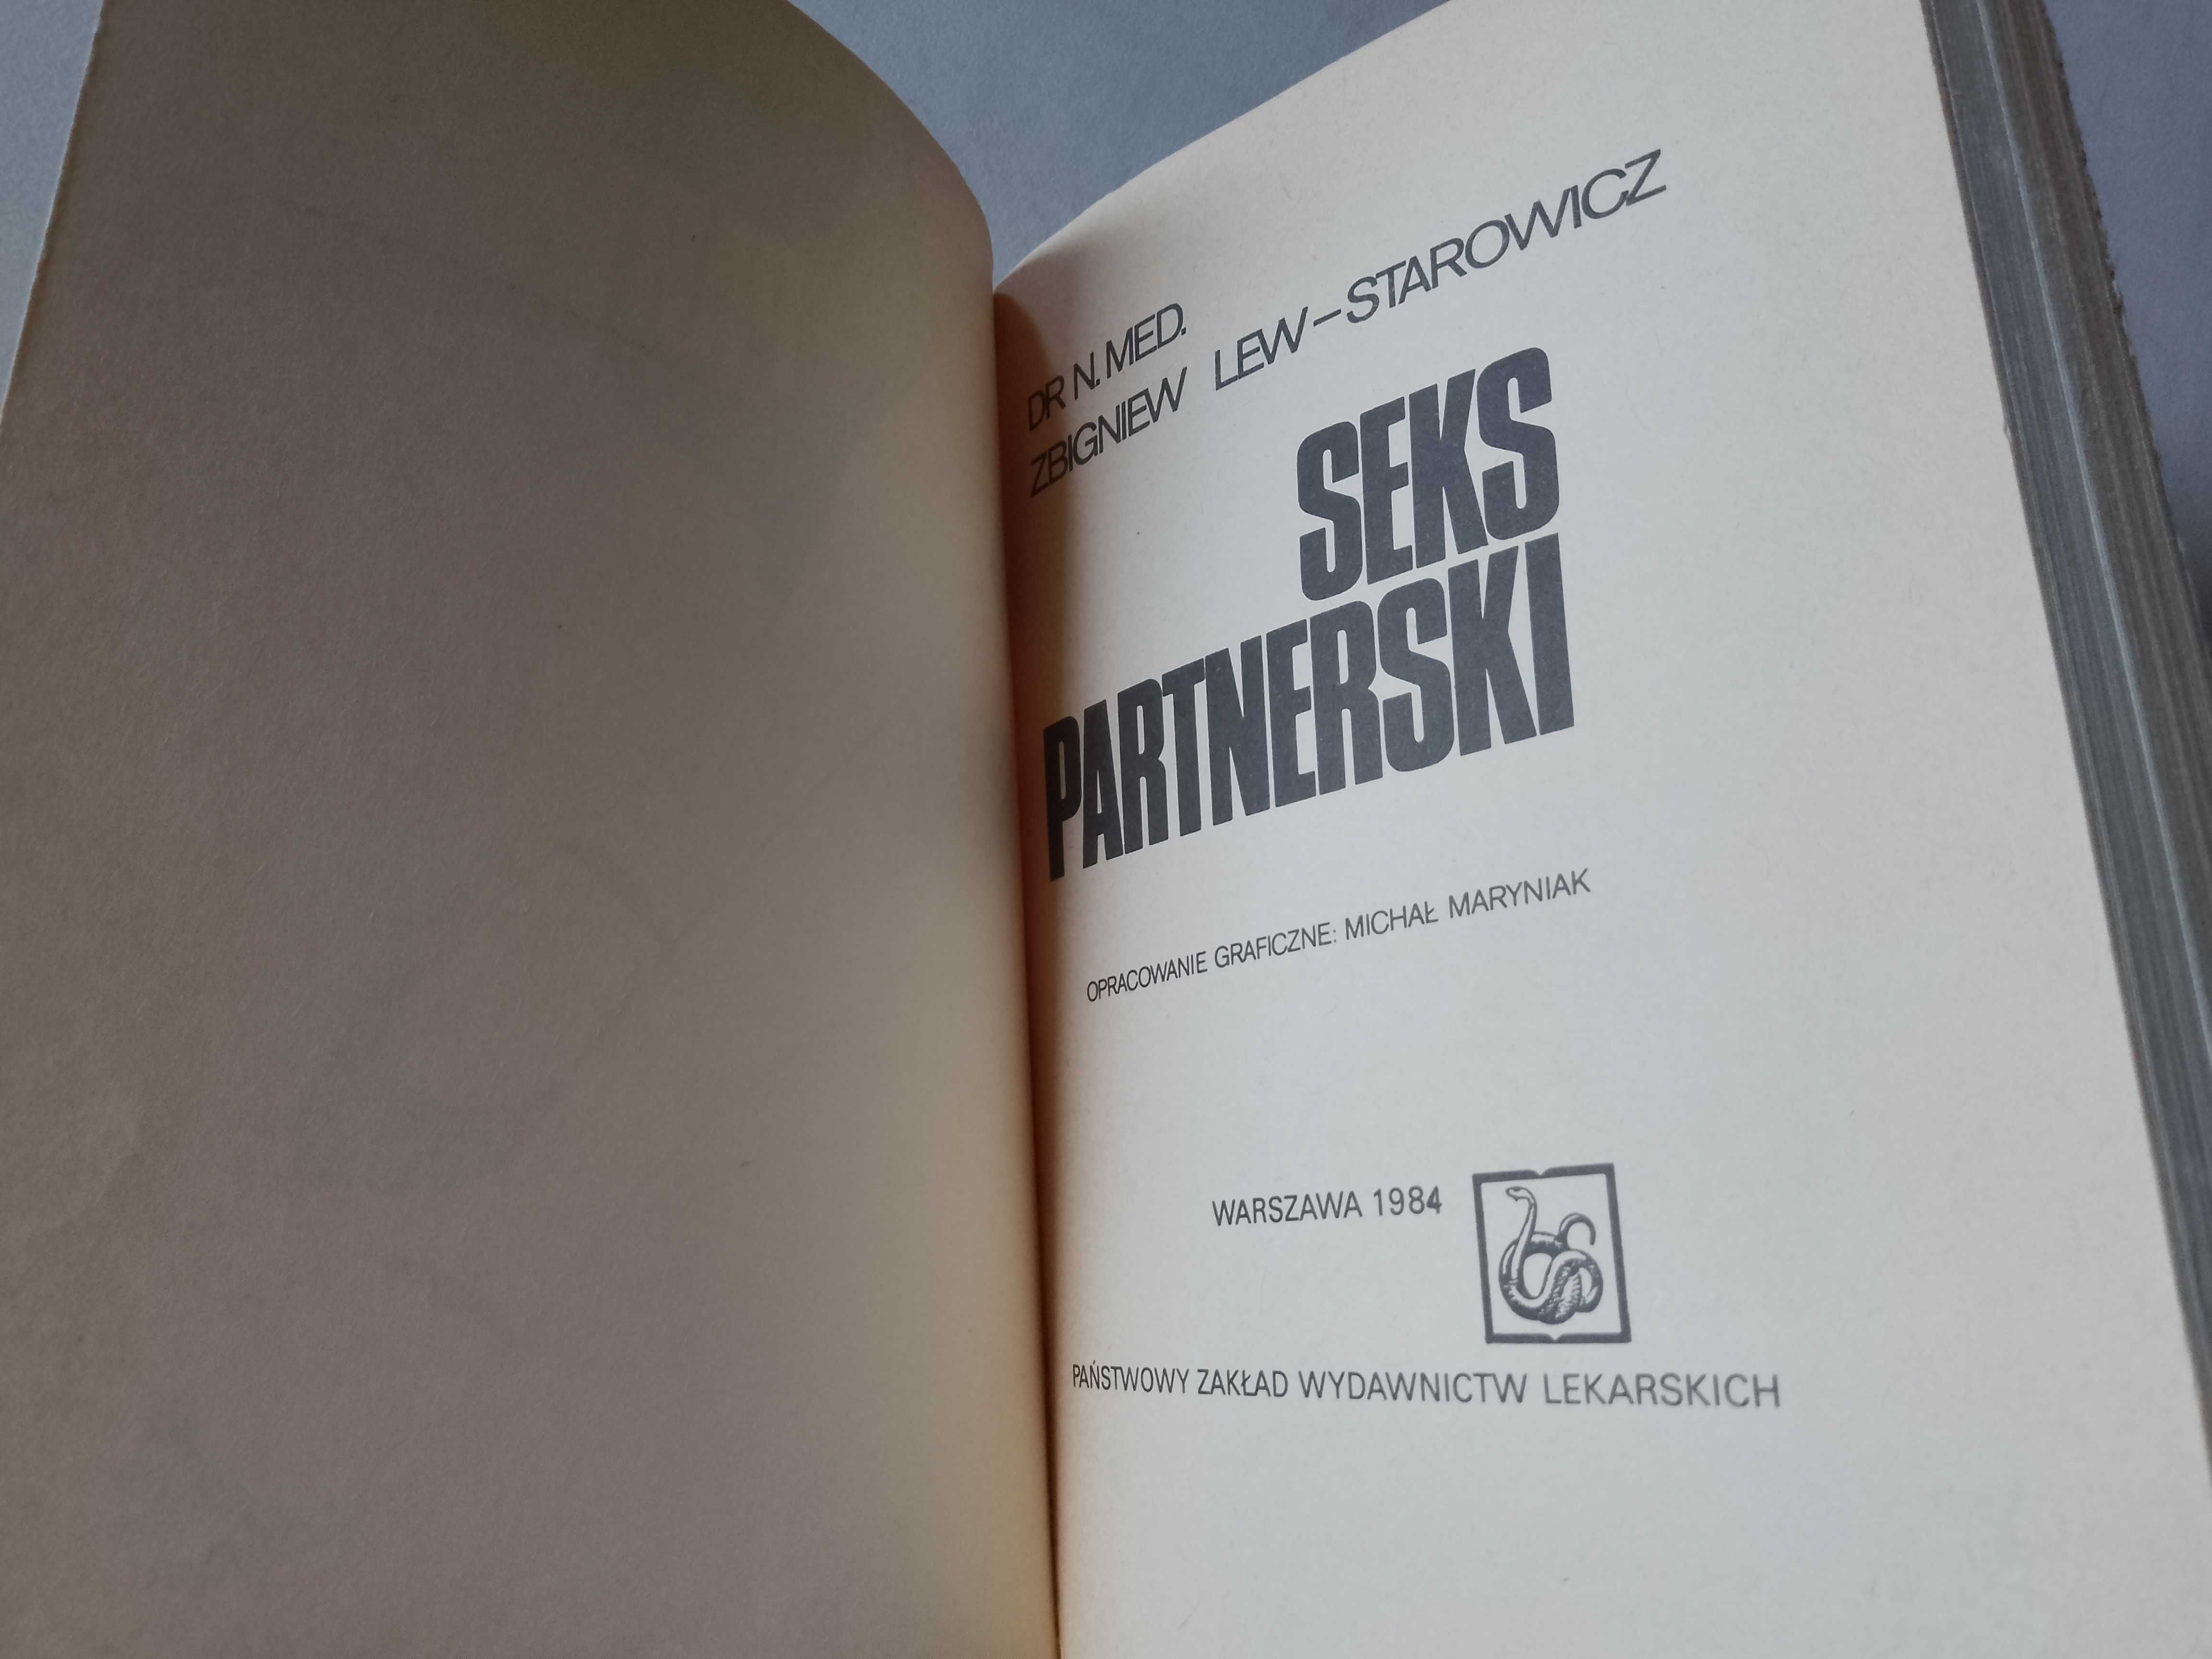 DR N. MED.
ZBIGNIEW LEW-STAROWICZ
SEKS
PARTNERSKI
OPRACOWANIE GRAFICZNE: MICHAŁ MARYNIAK
WARSZAWA 1984
PAŃSTWOWY ZAKŁAD WYDAWNICTW LEKARSKICH